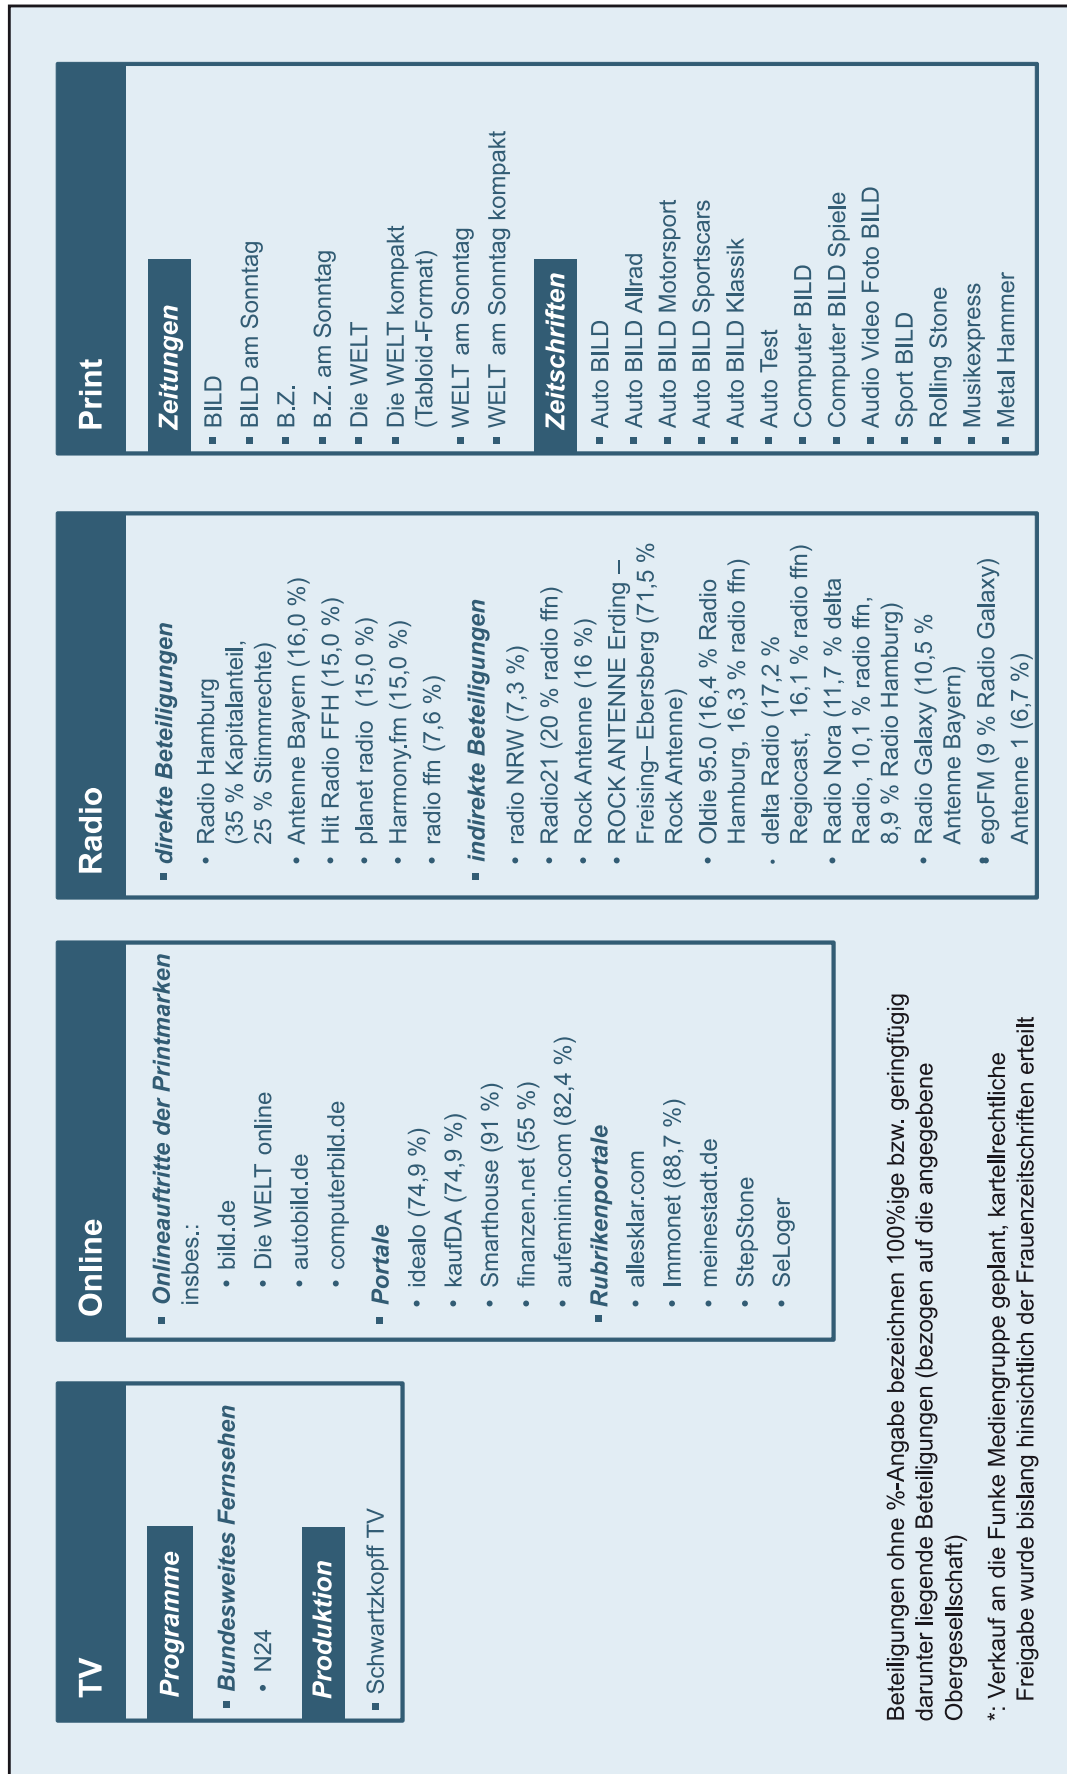 TV
Programme
▪ Bundesweites Fernsehen
• N24
Produktion
▪ Schwartzkopff TV
Online
▪ Onlineauftritte der Printmarken
insbes.:
• bild.de
• Die WELT online
• autobild.de
• computerbild.de
▪ Portale
• idealo (74,9 %)
• kaufDA (74,9 %)
• Smarthouse (91 %)
• finanzen.net (55 %)
• aufeminin.com (82,4 %)
▪ Rubrikenportale
• allesklar.com
• Immonet (88,7 %)
• meinestadt.de
• StepStone
• SeLoger
Radio
▪ direkte Beteiligungen
• Radio Hamburg
(35 % Kapitalanteil,
25 % Stimmrechte)
• Antenne Bayern (16,0 %)
• Hit Radio FFH (15,0 %)
• planet radio (15,0 %)
• Harmony.fm (15,0 %)
• radio ffn (7,6 %)
▪ indirekte Beteiligungen
• radio NRW (7,3 %)
• Radio21 (20 % radio ffn)
• Rock Antenne (16 %)
• ROCK ANTENNE Erding –
Freising– Ebersberg (71,5 %
Rock Antenne)
• Oldie 95.0 (16,4 % Radio
Hamburg, 16,3 % radio ffn)
• delta Radio (17,2 %
Regiocast, 16,1 % radio ffn)
• Radio Nora (11,7 % delta
Radio, 10,1 % radio ffn,
8,9 % Radio Hamburg)
• Radio Galaxy (10,5 %
Antenne Bayern)
• egoFM (9 % Radio Galaxy)
Antenne 1 (6,7 %)
Print
Zeitungen
▪ BILD
▪ BILD am Sonntag
▪ B.Z.
▪ B.Z. am Sonntag
▪ Die WELT
▪ Die WELT kompakt
(Tabloid-Format)
▪ WELT am Sonntag
▪ WELT am Sonntag kompakt
Zeitschriften
▪ Auto BILD
▪ Auto BILD Allrad
▪ Auto BILD Motorsport
▪ Auto BILD Sportscars
▪ Auto BILD Klassik
▪ Auto Test
▪ Computer BILD
▪ Computer BILD Spiele
▪ Audio Video Foto BILD
▪ Sport BILD
▪ Rolling Stone
▪ Musikexpress
▪ Metal Hammer
Beteiligungen ohne %-Angabe bezeichnen 100%ige bzw. geringfügig
darunter liegende Beteiligungen (bezogen auf die angegebene
Obergesellschaft)
*: Verkauf an die Funke Mediengruppe geplant, kartellrechtliche
Freigabe wurde bislang hinsichtlich der Frauenzeitschriften erteilt